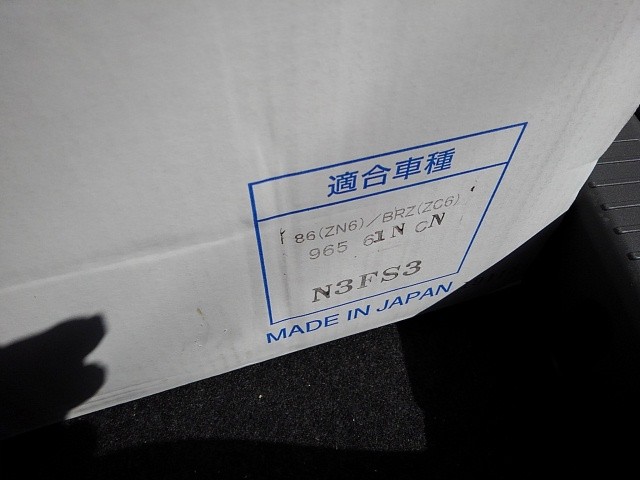 適合車種
86(ZN6)/BRZ(ZC6)
965 61N CN
N3FS3
MADE IN JAPAN